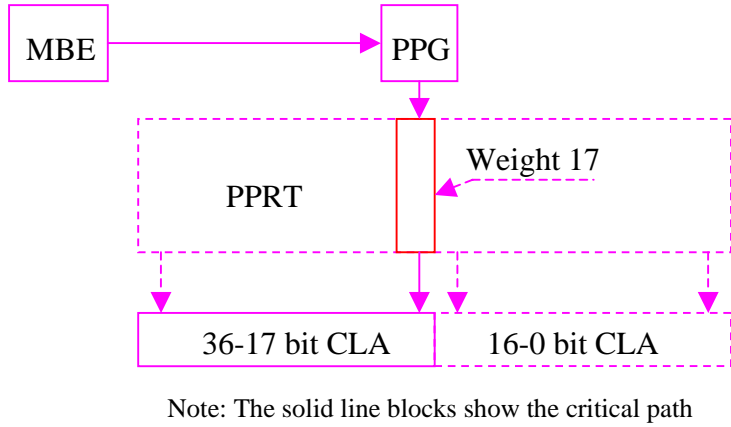 MBE
PPG
Weight 17
PPRT
36-17 bit CLA
16-0 bit CLA
Note: The solid line blocks show the critical path